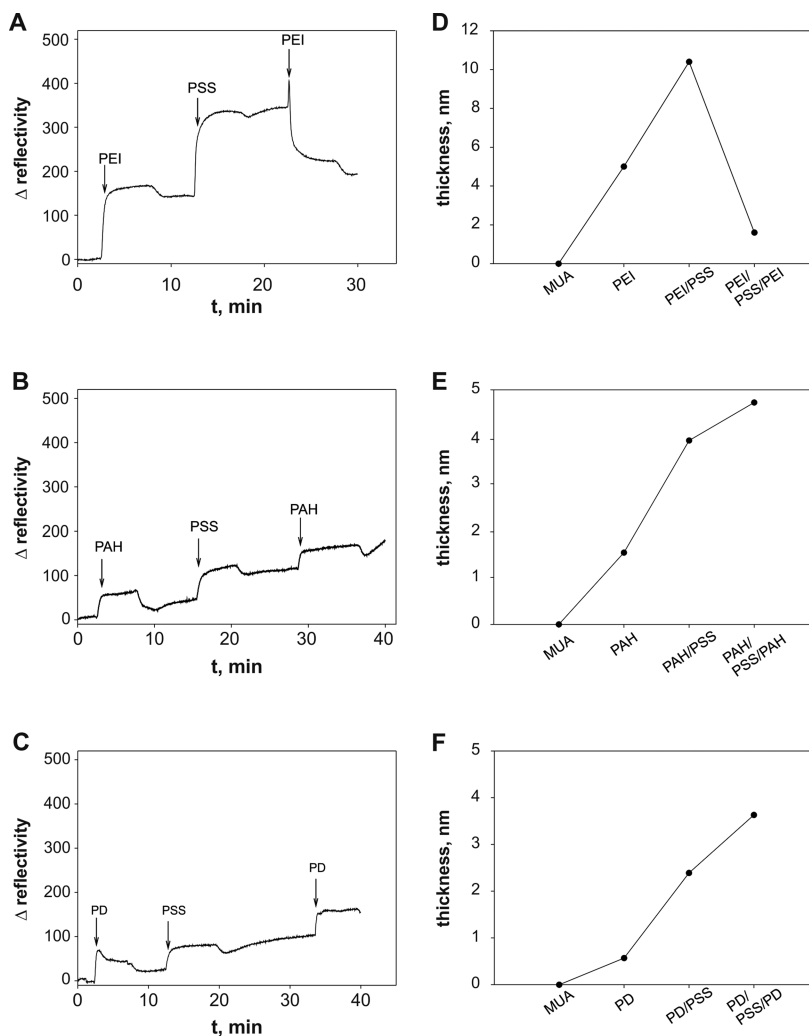 A
Δ reflectivity
500
400
300
200
100
0
PEI
PSS
PEI
0
10
20
30
t, min
D
thickness, nm
12
10
8
6
4
2
0
MUA
PEI
PEI/PSS
PEI/
PSS/PEI
B
Δ reflectivity
500
400
300
200
100
0
PAH
PSS
PAH
0
10
20
30
40
t, min
E
thickness, nm
5
4
3
2
1
0
MUA
PAH
PAH/PSS
PAH/
PSS/PAH
C
Δ reflectivity
500
400
300
200
100
0
PD
PSS
PD
0
10
20
30
40
t, min
F
thickness, nm
5
4
3
2
1
0
MUA
PD
PD/PSS
PD/
PSS/PD